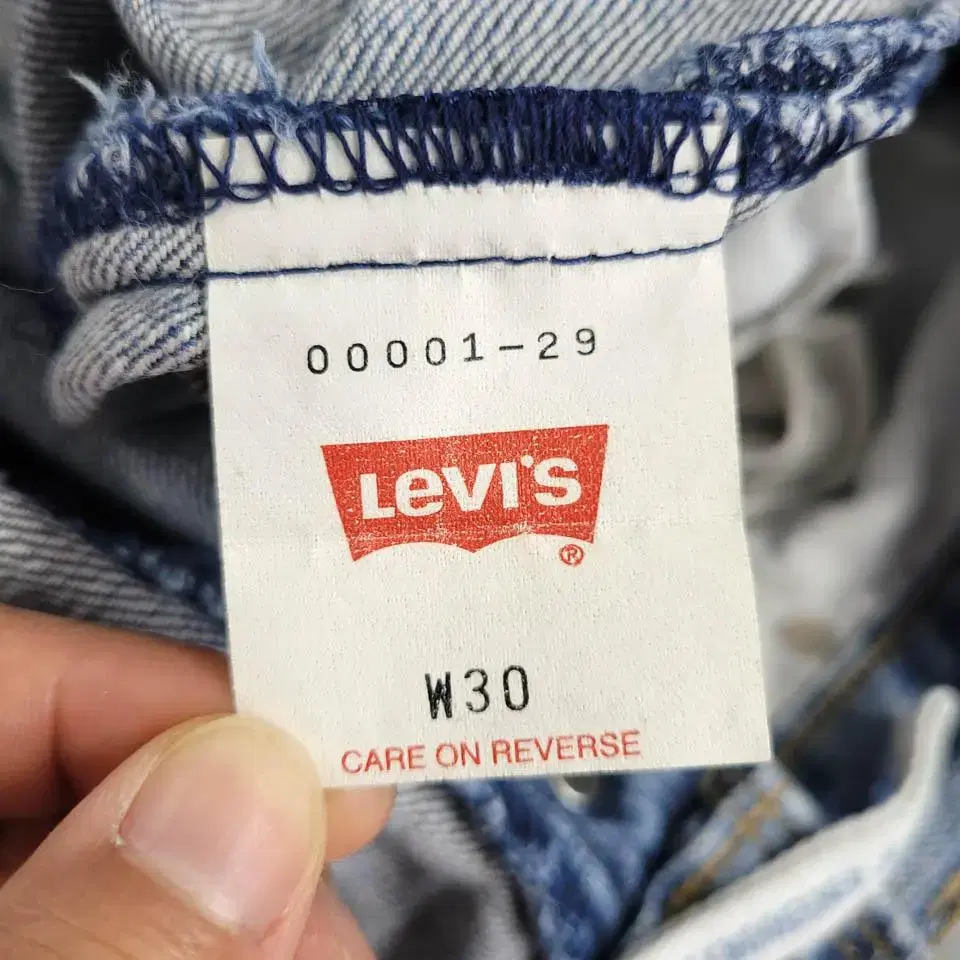 00001-29
LEVI'S
®
W30
CARE ON REVERSE